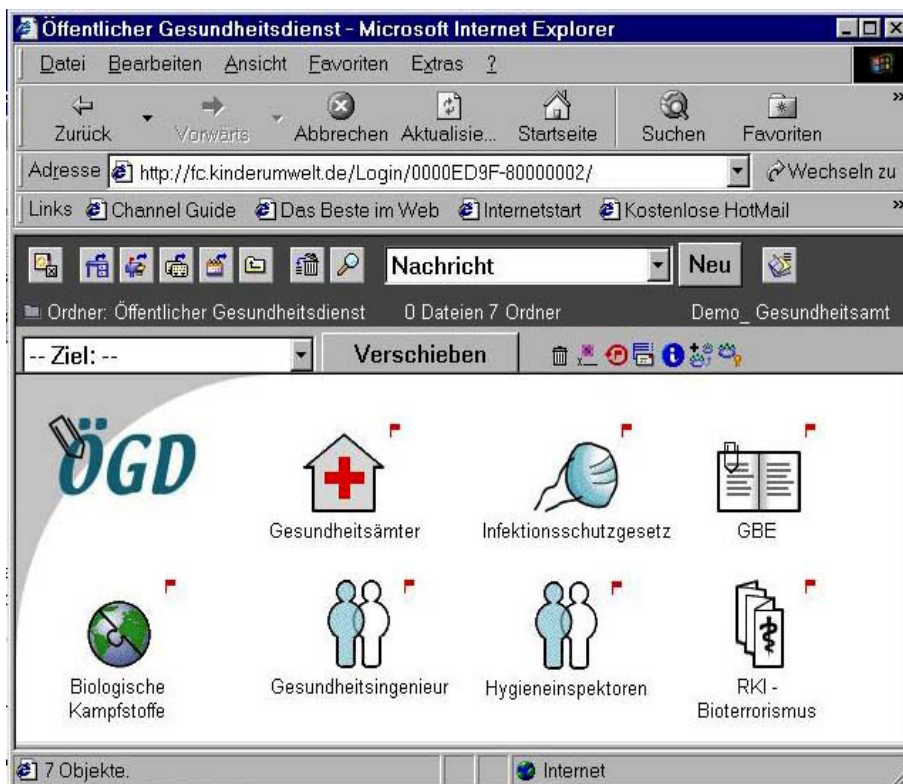 Öffentlicher Gesundheitsdienst - Microsoft Internet Explorer
Datei Bearbeiten Ansicht Favoriten Extras ?
Zurück Vorwärts Abbrechen Aktualisie... Startseite Suchen Favoriten »
Adresse http://fc.kinderumwelt.de/Login/0000ED9F-80000002/ Wechseln zu
Links Channel Guide Das Beste im Web Internetstart Kostenlose HotMail »
Nachricht Neu
Ordner: Öffentlicher Gesundheitsdienst 0 Dateien 7 Ordner Demo_ Gesundheitsamt
-- Ziel: -- Verschieben
ÖGD
Gesundheitsämter Infektionsschutzgesetz GBE
Biologische Kampfstoffe Gesundheitsingenieur Hygieneinspektoren RKI - Bioterrorismus
7 Objekte. Internet